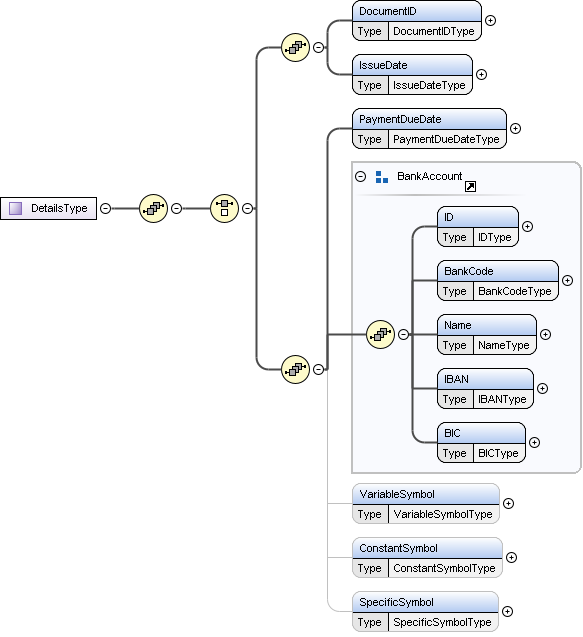 DocumentID
Type DocumentIDType
IssueDate
Type IssueDateType
PaymentDueDate
Type PaymentDueDateType
BankAccount
DetailsType
ID
Type IDType
BankCode
Type BankCodeType
Name
Type NameType
IBAN
Type IBANType
BIC
Type BICType
VariableSymbol
Type VariableSymbolType
ConstantSymbol
Type ConstantSymbolType
SpecificSymbol
Type SpecificSymbolType